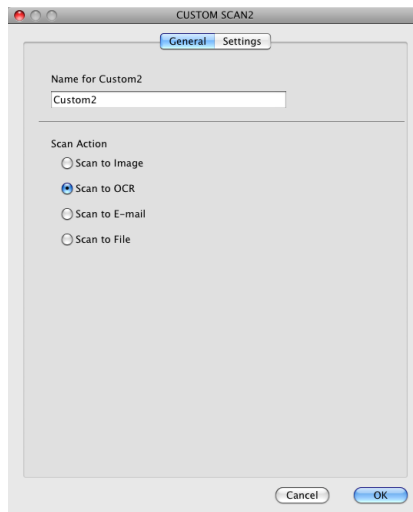 CUSTOM SCAN2
General Settings
Name for Custom2
Custom2
Scan Action
Scan to Image
Scan to OCR
Scan to E-mail
Scan to File
Cancel OK